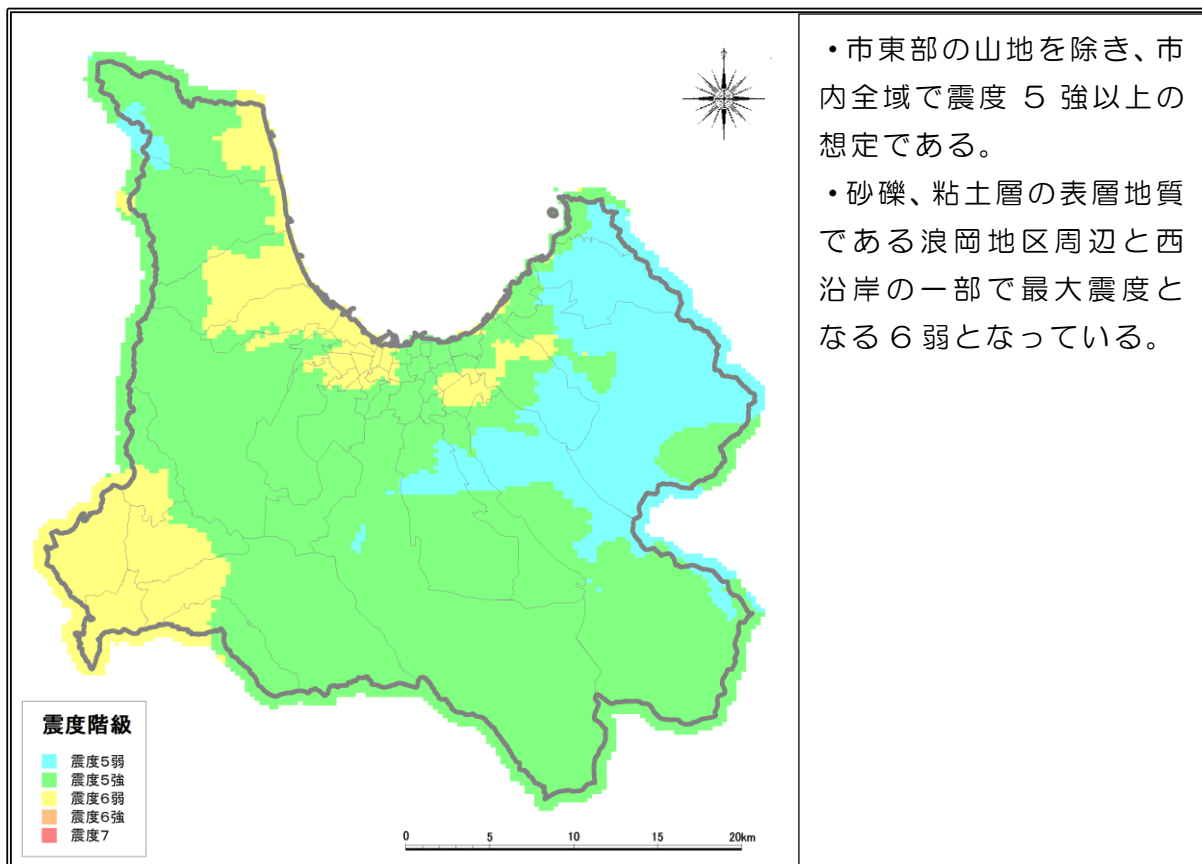 ・市東部の山地を除き、市
内全域で震度 5 強以上の
想定である。
・砂礫、粘土層の表層地質
である浪岡地区周辺と西
沿岸の一部で最大震度と
なる6弱となっている。
震度階級
震度5弱
震度5強
震度6弱
震度6強
震度7
0 5 10 15 20km